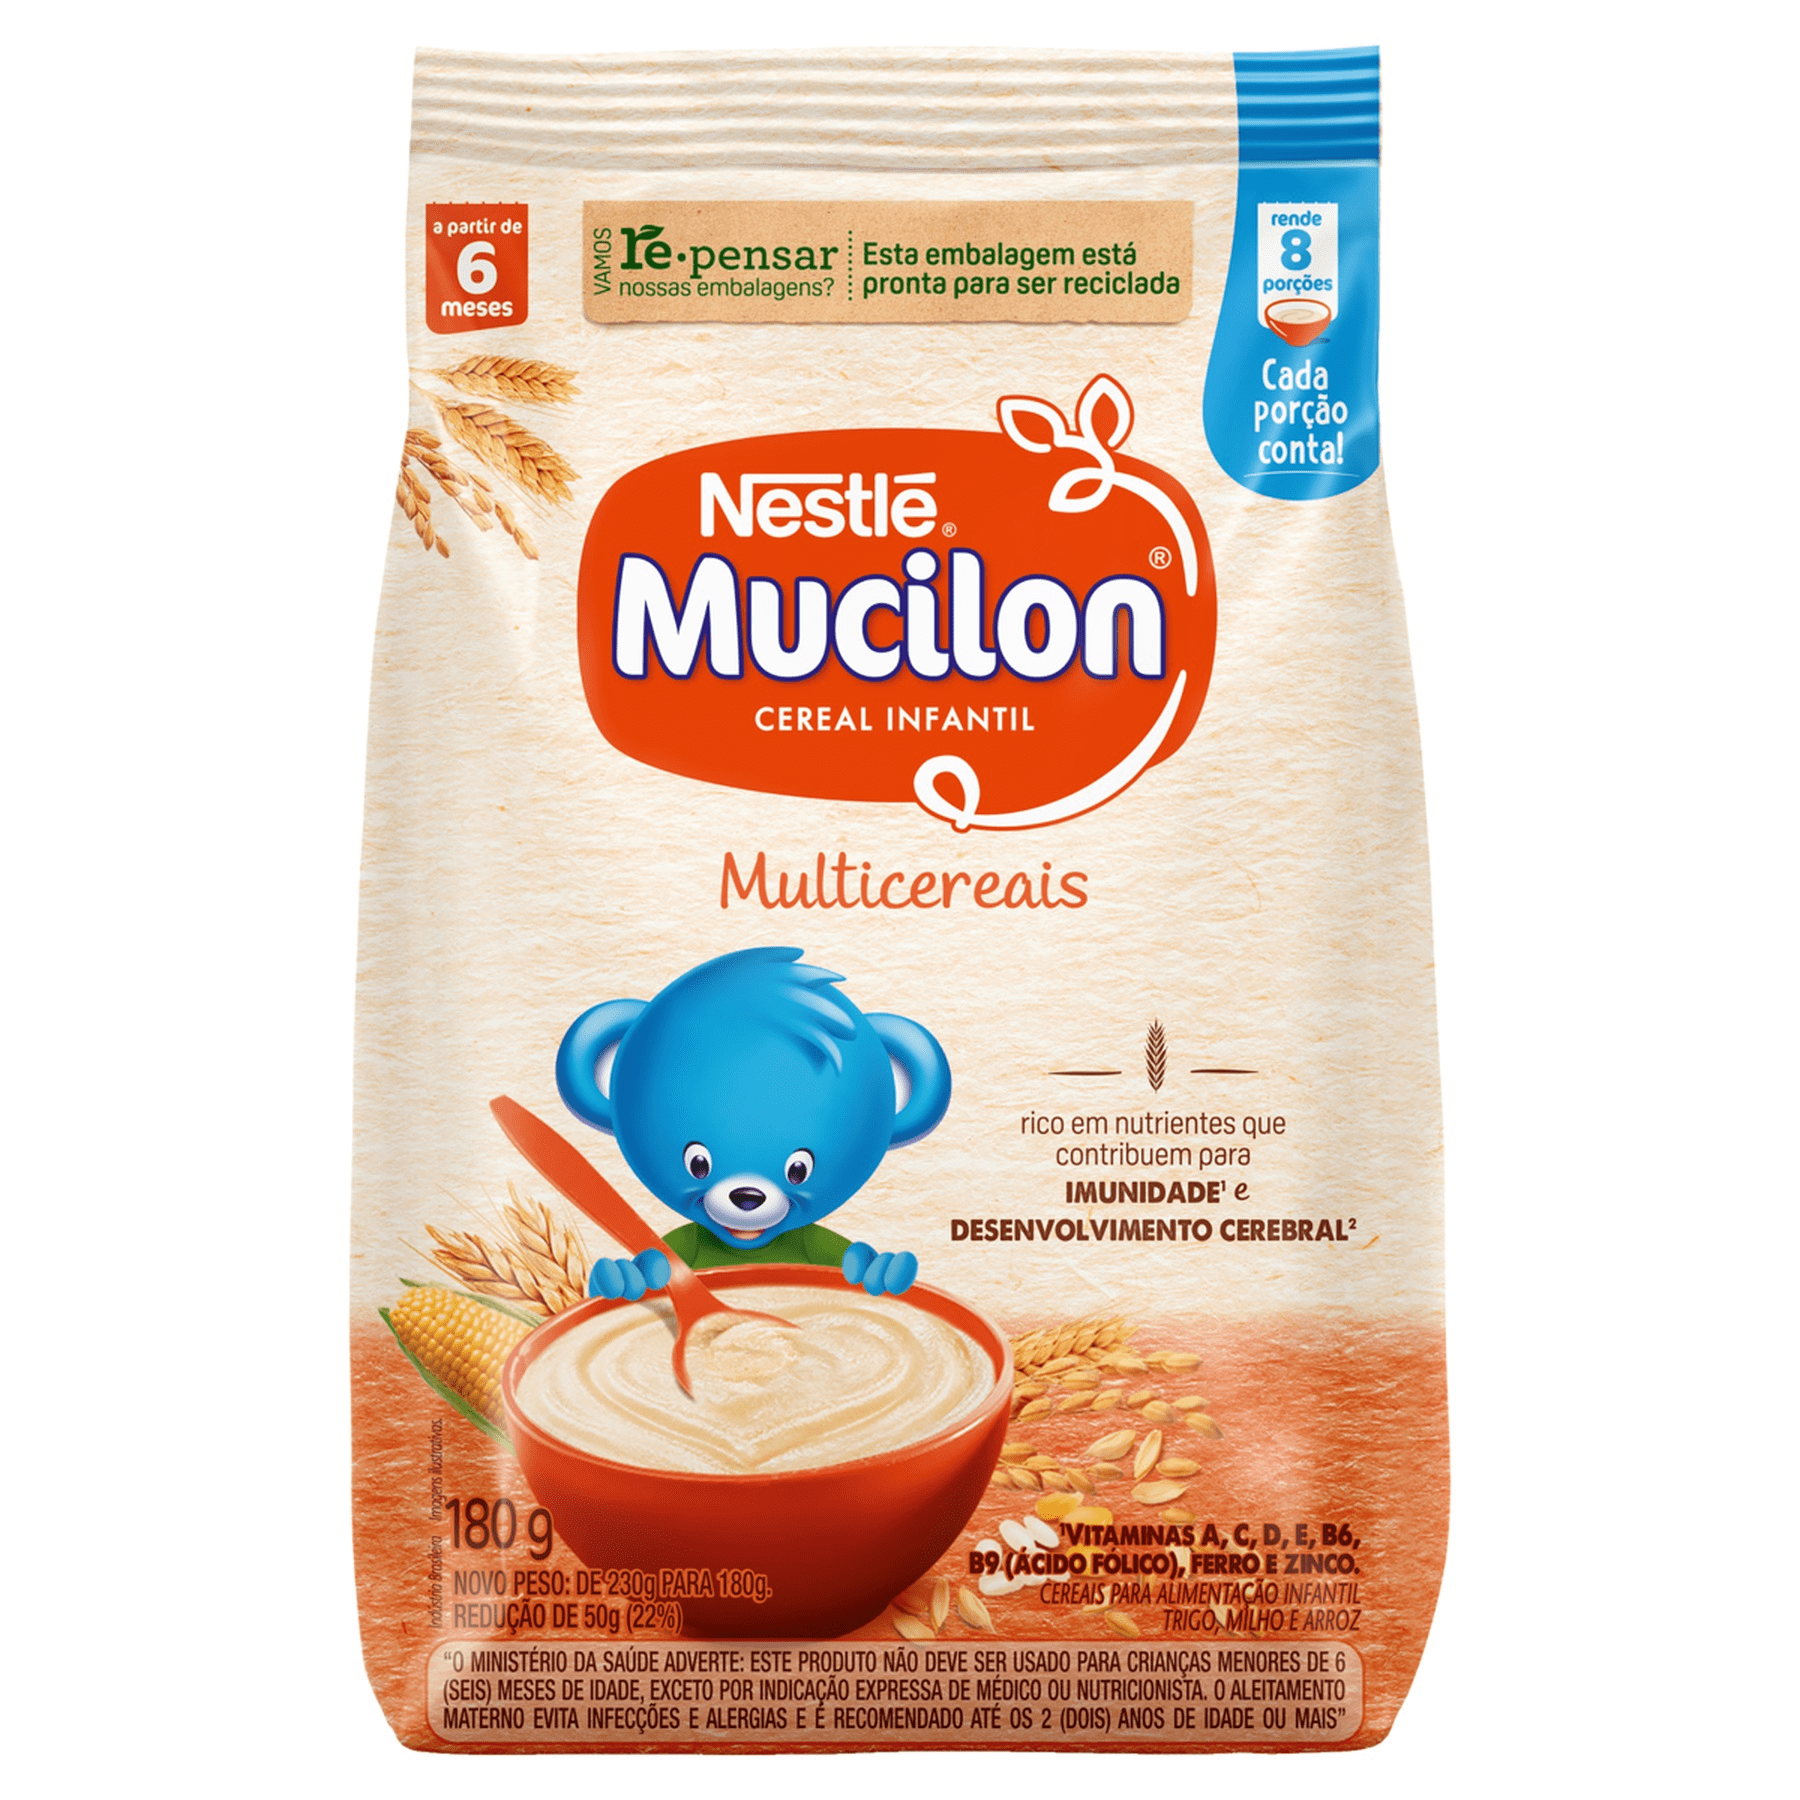 a partir de
6
meses
VAMOS
re•pensar
nossas embalagens?
Esta embalagem está
pronta para ser reciclada
rende
8
porções
Cada
porção
conta!
Nestlé®
Mucilon®
CEREAL INFANTIL
Multicereais
rico em nutrientes que
contribuem para
IMUNIDADE¹ e
DESENVOLVIMENTO CEREBRAL²
Indústria Brasileira Imagens ilustrativas.
180 g
NOVO PESO: DE 230g PARA 180g.
REDUÇÃO DE 50g (22%)
¹VITAMINAS A, C, D, E, B6,
B9 (ÁCIDO FÓLICO), FERRO E ZINCO.
CEREAIS PARA ALIMENTAÇÃO INFANTIL
TRIGO, MILHO E ARROZ
"O MINISTÉRIO DA SAÚDE ADVERTE: ESTE PRODUTO NÃO DEVE SER USADO PARA CRIANÇAS MENORES DE 6
(SEIS) MESES DE IDADE, EXCETO POR INDICAÇÃO EXPRESSA DE MÉDICO OU NUTRICIONISTA. O ALEITAMENTO
MATERNO EVITA INFECÇÕES E ALERGIAS E É RECOMENDADO ATÉ OS 2 (DOIS) ANOS DE IDADE OU MAIS"